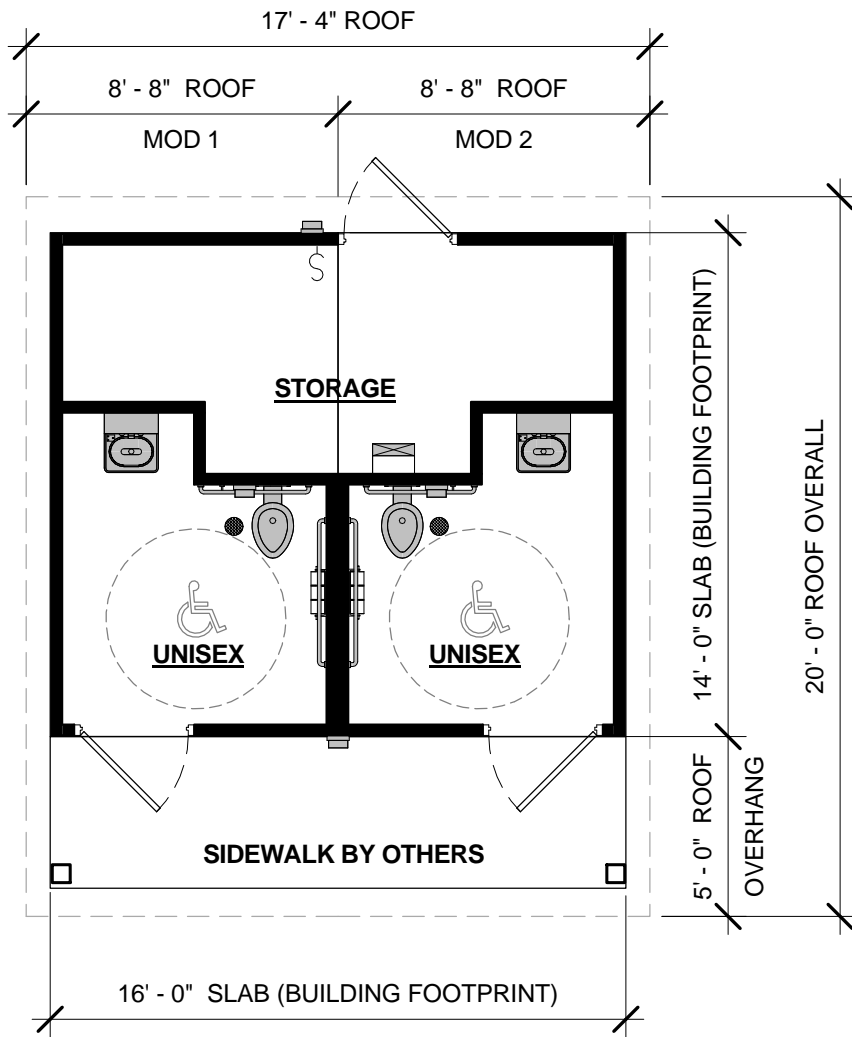 17' - 4" ROOF
8' - 8" ROOF
8' - 8" ROOF
MOD 1
MOD 2
S
STORAGE
14' - 0" SLAB (BUILDING FOOTPRINT)
20' - 0" ROOF OVERALL
UNISEX
UNISEX
5' - 0" ROOF
OVERHANG
SIDEWALK BY OTHERS
16' - 0" SLAB (BUILDING FOOTPRINT)